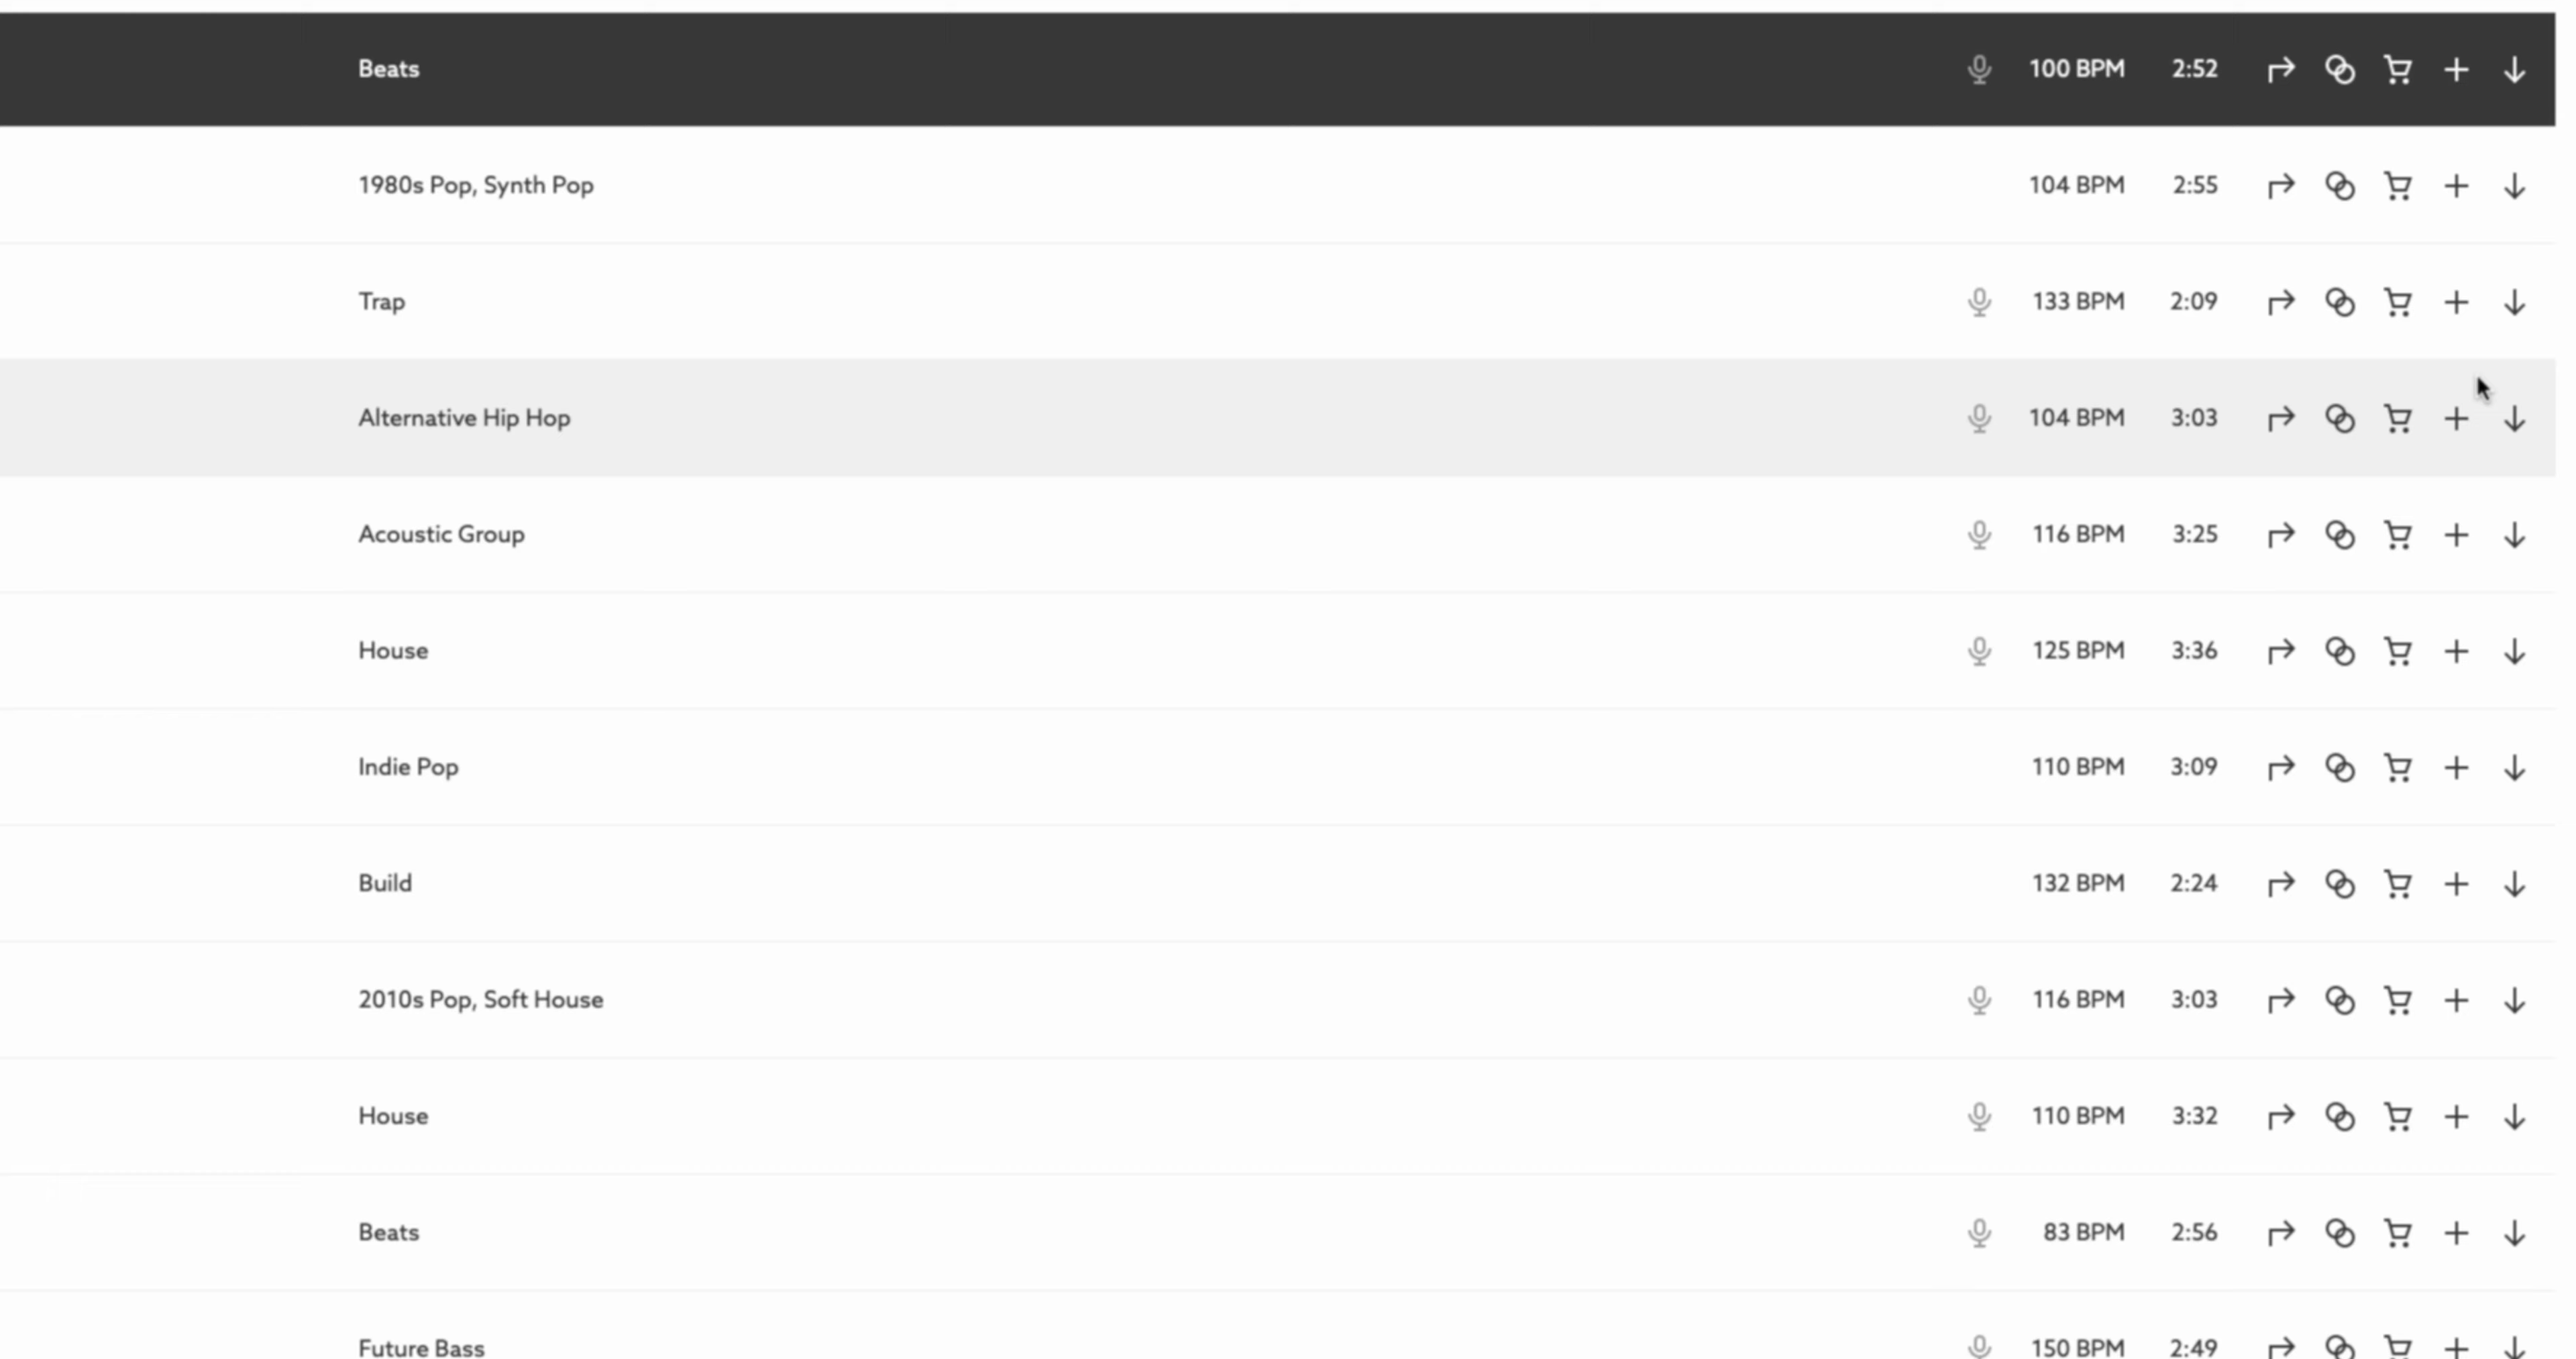 Beats 100 BPM 2:52
1980s Pop, Synth Pop 104 BPM 2:55
Trap 133 BPM 2:09
Alternative Hip Hop 104 BPM 3:03
Acoustic Group 116 BPM 3:25
House 125 BPM 3:36
Indie Pop 110 BPM 3:09
Build 132 BPM 2:24
2010s Pop, Soft House 116 BPM 3:03
House 110 BPM 3:32
Beats 83 BPM 2:56
Future Bass 150 BPM 2:49